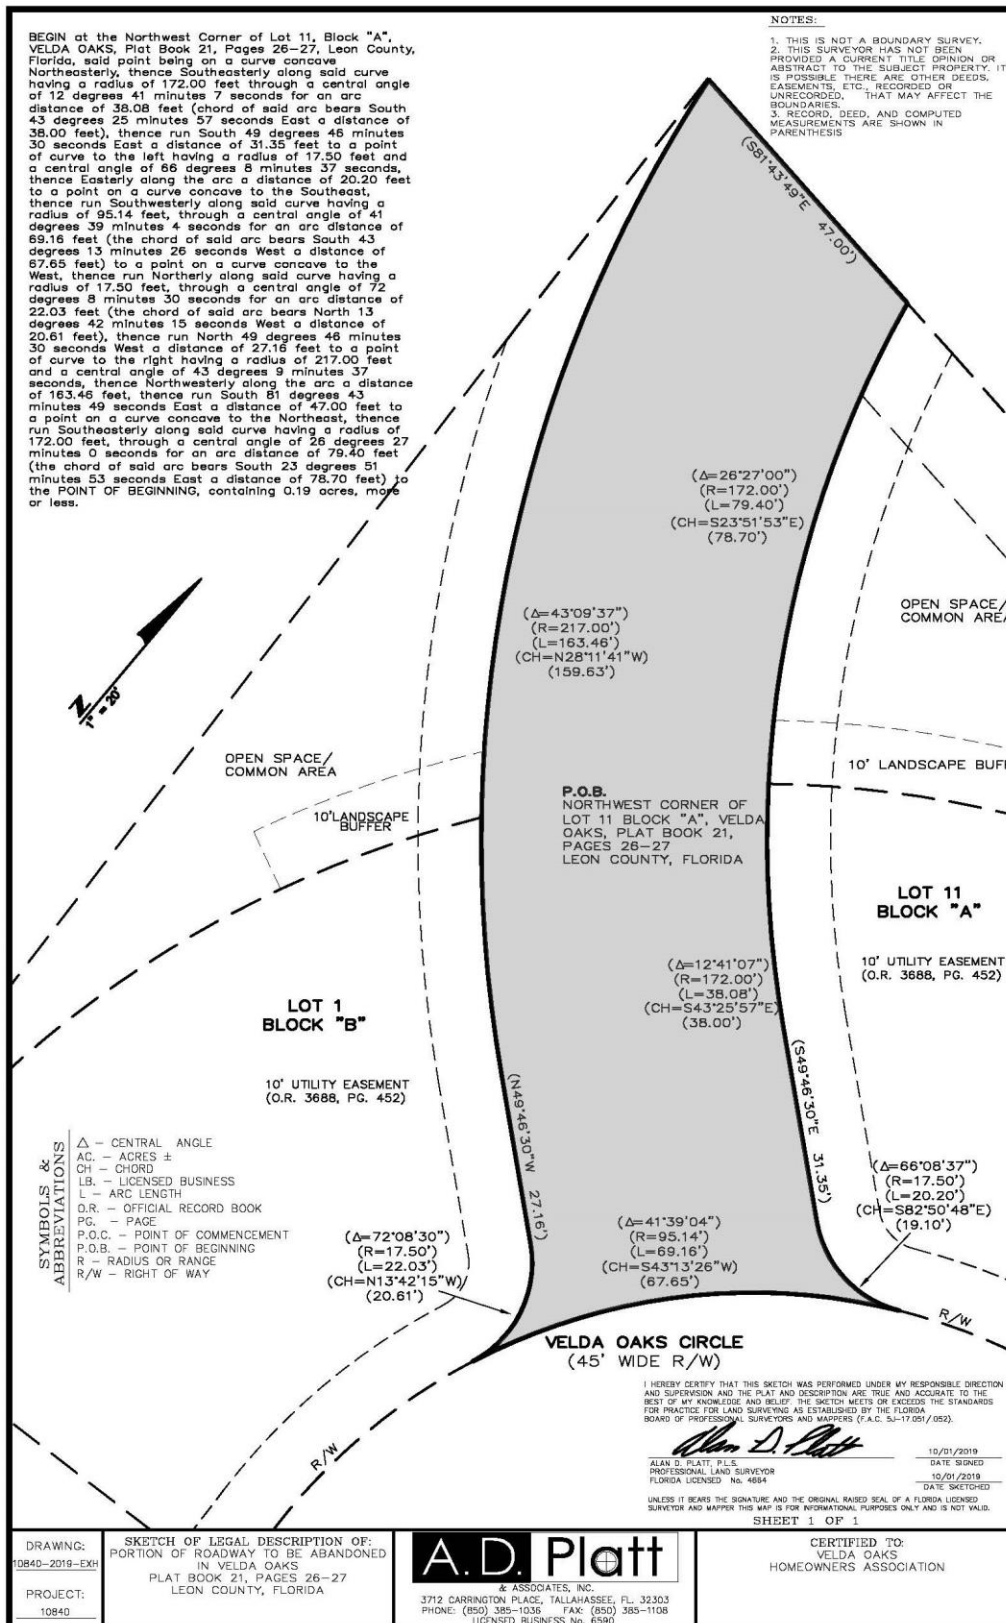 BEGIN at the Northwest Corner of Lot 11, Block "A",
VELDA OAKS, Plat Book 21, Pages 26-27, Leon County,
Florida, said point being on a curve concave
Northeasterly, thence Southeasterly along said curve
having a radius of 172.00 feet through a central angle
of 12 degrees 41 minutes 7 seconds for an arc
distance of 38.08 feet (chord of said arc bears South
43 degrees 25 minutes 57 seconds East a distance of
38.00 feet), thence run South 49 degrees 46 minutes
30 seconds East a distance of 31.35 feet to a point
of curve to the left having a radius of 17.50 feet and
a central angle of 66 degrees 8 minutes 37 seconds,
thence Easterly along the arc a distance of 20.20 feet
to a point on a curve concave to the Southeast,
thence run Southwesterly along said curve having a
radius of 95.14 feet, through a central angle of 41
degrees 39 minutes 4 seconds for an arc distance of
69.16 feet (the chord of said arc bears South 43
degrees 13 minutes 26 seconds West a distance of
67.65 feet) to a point on a curve concave to the
West, thence run Northerly along said curve having a
radius of 17.50 feet, through a central angle of 72
degrees 8 minutes 30 seconds for an arc distance of
22.03 feet (the chord of said arc bears North 13
degrees 42 minutes 15 seconds West a distance of
20.61 feet), thence run North 49 degrees 46 minutes
30 seconds West a distance of 27.16 feet to a point
of curve to the right having a radius of 217.00 feet
and a central angle of 43 degrees 9 minutes 37
seconds, thence Northwesterly along the arc a distance
of 163.46 feet, thence run South 81 degrees 43
minutes 49 seconds East a distance of 47.00 feet to
a point on a curve concave to the Northeast, thence
run Southeasterly along said curve having a radius of
172.00 feet, through a central angle of 26 degrees 27
minutes 0 seconds for an arc distance of 79.40 feet
(the chord of said arc bears South 23 degrees 51
minutes 53 seconds East a distance of 78.70 feet) to
the POINT OF BEGINNING, containing 0.19 acres, more
or less.
NOTES:
1. THIS IS NOT A BOUNDARY SURVEY.
2. THIS SURVEYOR HAS NOT BEEN
PROVIDED A CURRENT TITLE OPINION OR
ABSTRACT TO THE SUBJECT PROPERTY. IT
IS POSSIBLE THERE ARE OTHER DEEDS,
EASEMENTS, ETC., RECORDED OR
UNRECORDED, THAT MAY AFFECT THE
BOUNDARIES.
3. RECORD, DEED, AND COMPUTED
MEASUREMENTS ARE SHOWN IN
PARENTHESIS
(S81°43'49"E 47.00')
(Δ=26°27'00")
(R=172.00')
(L=79.40')
(CH=S23°51'53"E)
(78.70')
(Δ=43°09'37")
(R=217.00')
(L=163.46')
(CH=N28°11'41"W)
(159.63')
OPEN SPACE/
COMMON AREA
N
1" = 20'
OPEN SPACE/
COMMON AREA
10' LANDSCAPE BUFF
10'LANDSCAPE
BUFFER
P.O.B.
NORTHWEST CORNER OF
LOT 11 BLOCK "A", VELDA
OAKS, PLAT BOOK 21,
PAGES 26-27
LEON COUNTY, FLORIDA
LOT 11
BLOCK "A"
10' UTILITY EASEMENT
(O.R. 3688, PG. 452)
(Δ=12°41'07")
(R=172.00')
(L=38.08')
(CH=S43°25'57"E)
(38.00')
LOT 1
BLOCK "B"
10' UTILITY EASEMENT
(O.R. 3688, PG. 452)
(N49°46'30"W 27.16')
(S49°46'30"E 31.35')
SYMBOLS &
ABBREVIATIONS
Δ - CENTRAL ANGLE
AC. - ACRES ±
CH - CHORD
LB. - LICENSED BUSINESS
L - ARC LENGTH
O.R. - OFFICIAL RECORD BOOK
PG. - PAGE
P.O.C. - POINT OF COMMENCEMENT
P.O.B. - POINT OF BEGINNING
R - RADIUS OR RANGE
R/W - RIGHT OF WAY
(Δ=66°08'37")
(R=17.50')
(L=20.20')
(CH=S82°50'48"E)
(19.10')
(Δ=72°08'30")
(R=17.50')
(L=22.03')
(CH=N13°42'15"W)
(20.61')
(Δ=41°39'04")
(R=95.14')
(L=69.16')
(CH=S43°13'26"W)
(67.65')
R/W
VELDA OAKS CIRCLE
(45' WIDE R/W)
R/W
I HEREBY CERTIFY THAT THIS SKETCH WAS PERFORMED UNDER MY RESPONSIBLE DIRECTION
AND SUPERVISION AND THE PLAT AND DESCRIPTION ARE TRUE AND ACCURATE TO THE
BEST OF MY KNOWLEDGE AND BELIEF. THE SKETCH MEETS OR EXCEEDS THE STANDARDS
FOR PRACTICE FOR LAND SURVEYING AS ESTABLISHED BY THE FLORIDA
BOARD OF PROFESSIONAL SURVEYORS AND MAPPERS (F.A.C. 5J-17.051/.052).
Alan D. Platt
ALAN D. PLATT, P.L.S.
PROFESSIONAL LAND SURVEYOR
FLORIDA LICENSED No. 4664
10/01/2019
DATE SIGNED
10/01/2019
DATE SKETCHED
UNLESS IT BEARS THE SIGNATURE AND THE ORIGINAL RAISED SEAL OF A FLORIDA LICENSED
SURVEYOR AND MAPPER THIS MAP IS FOR INFORMATIONAL PURPOSES ONLY AND IS NOT VALID.
SHEET 1 OF 1
DRAWING:
10840-2019-EXH
PROJECT:
10840
SKETCH OF LEGAL DESCRIPTION OF:
PORTION OF ROADWAY TO BE ABANDONED
IN VELDA OAKS
PLAT BOOK 21, PAGES 26-27
LEON COUNTY, FLORIDA
A.D. Platt
& ASSOCIATES, INC.
3712 CARRINGTON PLACE, TALLAHASSEE, FL. 32303
PHONE: (850) 385-1036 FAX: (850) 385-1108
LICENSED BUSINESS No. 6590
CERTIFIED TO:
VELDA OAKS
HOMEOWNERS ASSOCIATION